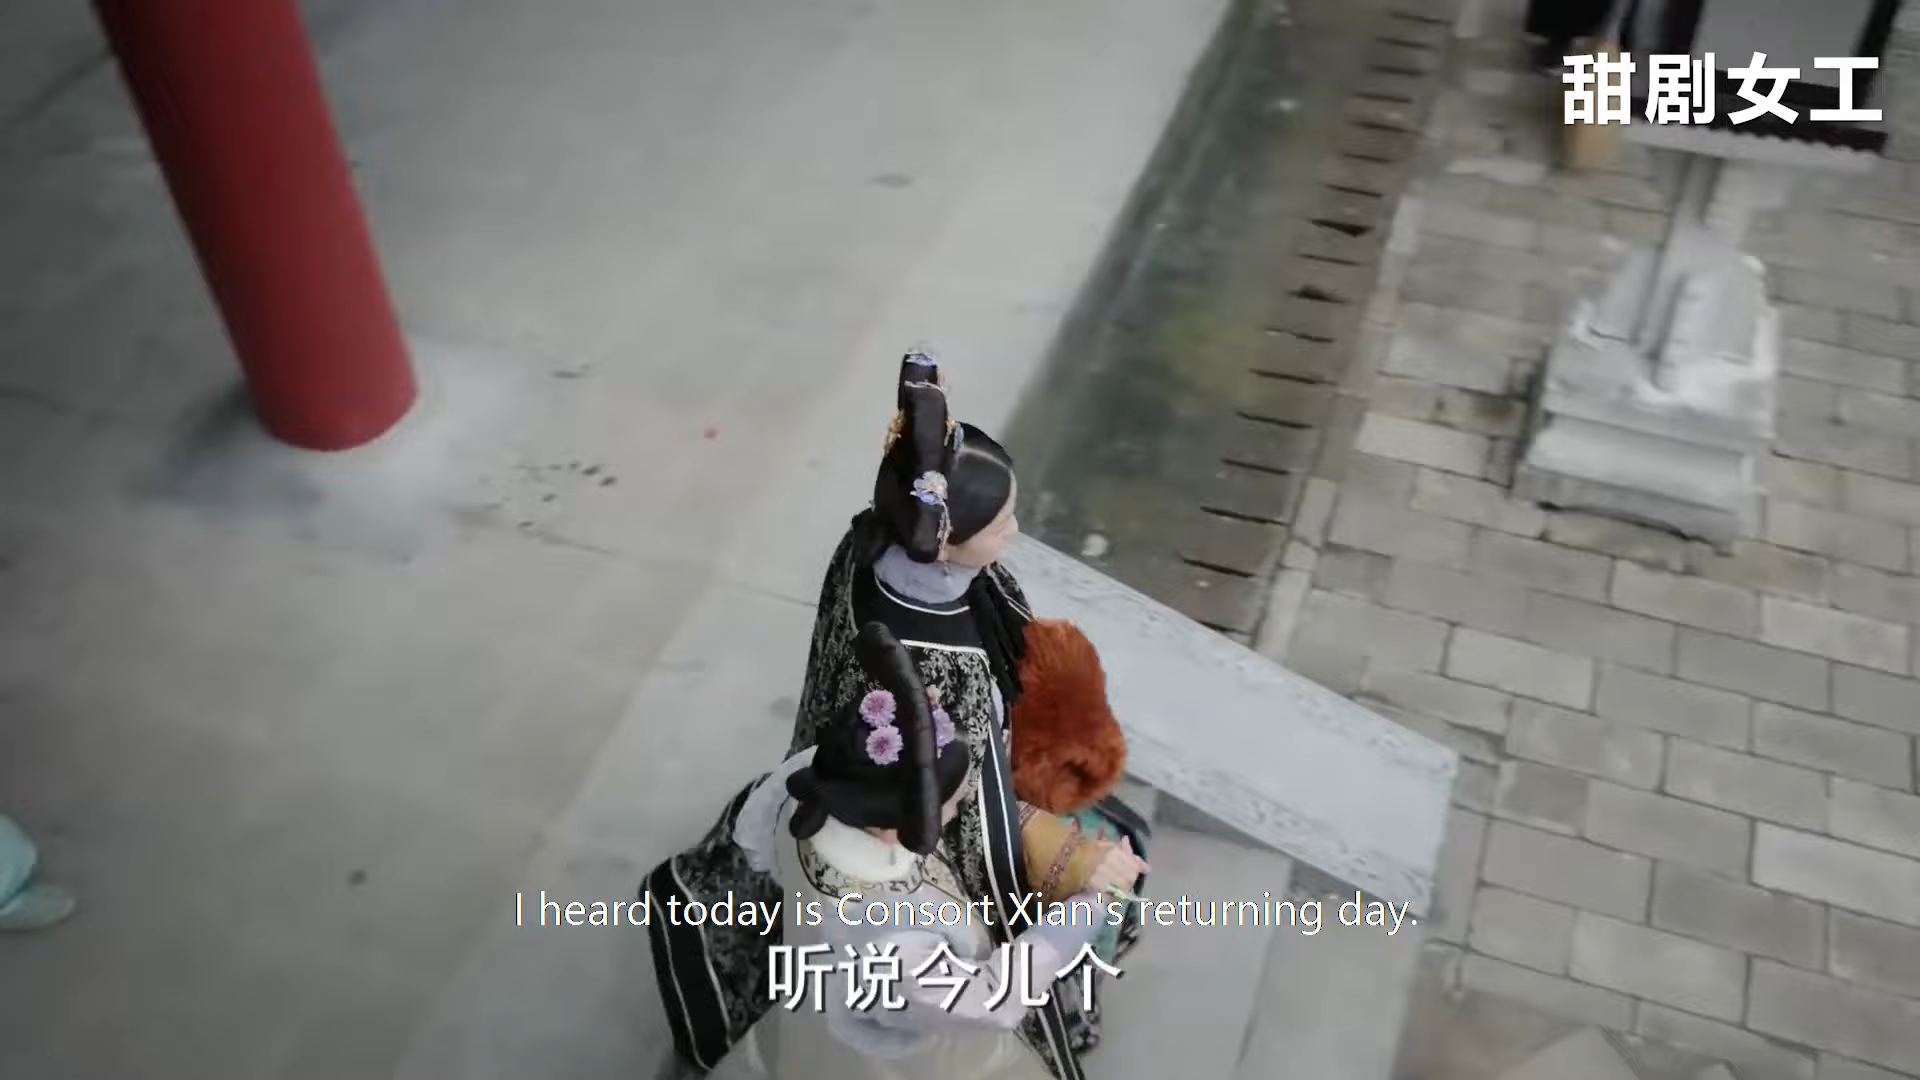 甜剧女工
I heard today is Consort Xian's returning day.
听说今儿个